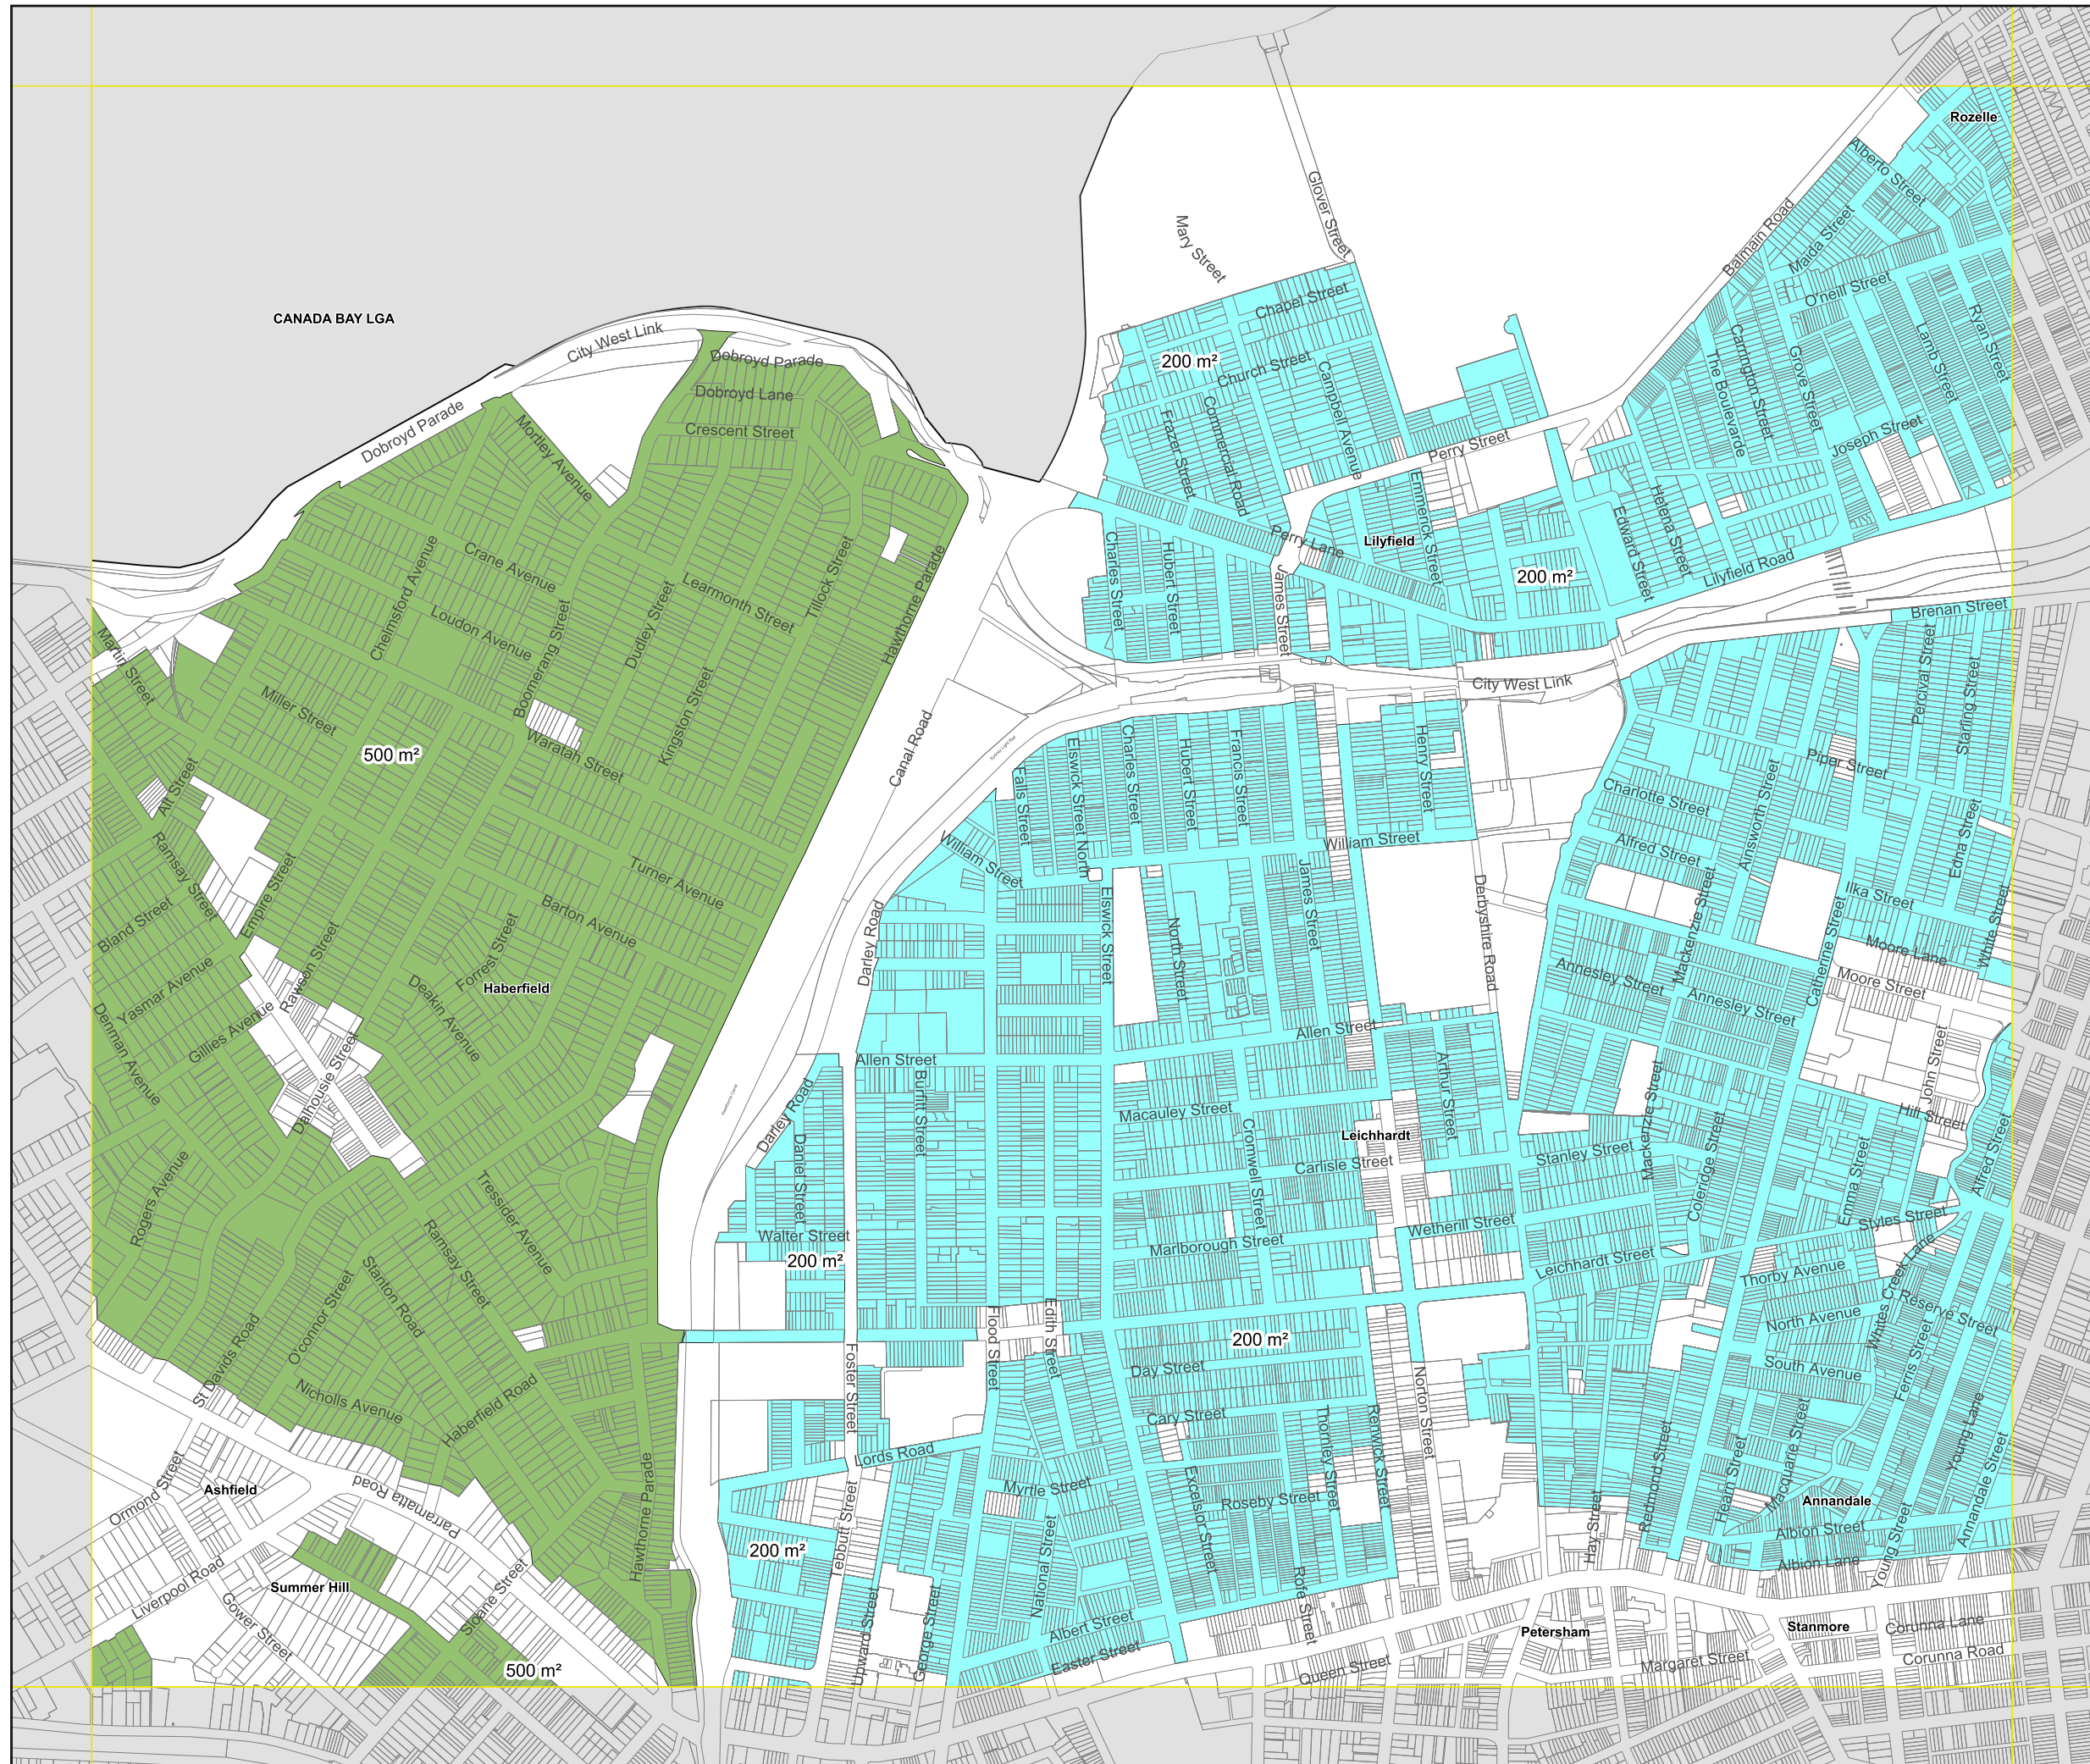 Rozelle
Alberto Street
Glover Street
Balmain Road
Maida Street
Mary Street
O'neill Street
Chapel Street
CANADA BAY LGA
City West Link
Ryan Street
Dobroyd Parade
200 m²
Church Street
Carrington Street
Lamb Street
Grove Street
The Boulevarde
Campbell Avenue
Dobroyd Lane
Dobroyd Parade
Crescent Street
Mortley Avenue
Frazer Street
Commercial Road
Perry Street
Joseph Street
Emmerick Street
Helena Street
Edward Street
Perry Lane
Lilyfield
Crane Avenue
Chelmsford Avenue
Learmonth Street
Tillock Street
Hawthorne Parade
Charles Street
Hubert Street
James Street
200 m²
Lilyfield Road
Brenan Street
Martin Street
Loudon Avenue
Boomerang Street
Dudley Street
Kingston Street
Miller Street
City West Link
Percival Street
Starling Street
500 m²
Waratah Street
Canal Road
Sydney Light Rail
Falls Street
Elswick Street North
Charles Street
Hubert Street
Francis Street
Henry Street
Piper Street
Alt Street
Charlotte Street
Ainsworth Street
Ramsay Street
William Street
William Street
Alfred Street
Edna Street
Empire Street
Turner Avenue
Bland Street
Barton Avenue
Darley Road
Elswick Street
North Street
James Street
Derbyshire Road
Mackenzie Street
Catherine Street
Ilka Street
White Street
Moore Lane
Moore Street
Rawson Street
Forrest Street
Yasmar Avenue
Haberfield
Deakin Avenue
Gillies Avenue
Denman Avenue
Dalhousie Street
Annesley Street
Annesley Street
Allen Street
Allen Street
Burfitt Street
Hawthorne Canal
Darley Road
Daniel Street
Macauley Street
Cromwell Street
Arthur Street
Leichhardt
Carlisle Street
Stanley Street
Mackenzie Street
Coleridge Street
John Street
Hill Street
Alfred Street
Emma Street
Styles Street
Rogers Avenue
Tressider Avenue
Ramsay Street
Stanton Road
O'connor Street
St Davids Road
Walter Street
200 m²
Marlborough Street
Wetherill Street
Leichhardt Street
Thorby Avenue
Whites Creek Lane
Reserve Street
North Avenue
South Avenue
Flood Street
Edith Street
200 m²
Day Street
Foster Street
Norton Street
Ferris Street
Nicholls Avenue
Haberfield Road
Cary Street
Thornley Street
Renwick Street
Redmond Street
Hearn Street
Macquarie Street
Young Lane
Annandale Street
Lords Road
Myrtle Street
Roseby Street
Excelsior Street
Ormond Street
Ashfield
Parramatta Road
Hawthorne Parade
Tebbutt Street
National Street
Hay Street
Annandale
Albion Street
Albion Lane
Young Street
200 m²
Summer Hill
Liverpool Road
Gower Street
Sloane Street
500 m²
Upward Street
George Street
Albert Street
Easter Street
Rofe Street
Queen Street
Petersham
Margaret Street
Stanmore
Corunna Lane
Corunna Road